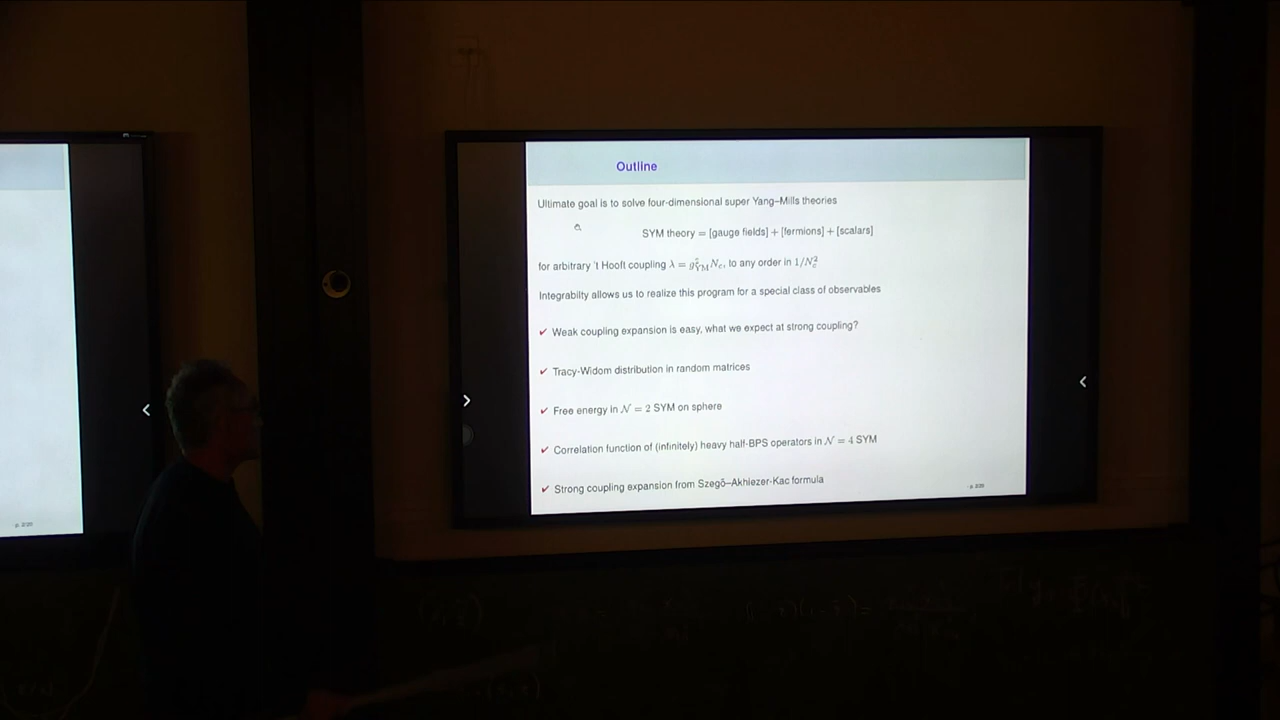 Outline
Ultimate goal is to solve four-dimensional super Yang–Mills theories
SYM theory = [gauge fields] + [fermions] + [scalars]
for arbitrary 't Hooft coupling λ = g²_YM N_c, to any order in 1/N_c²
Integrabilty allows us to realize this program for a special class of observables
✔ Weak coupling expansion is easy, what we expect at strong coupling?
✔ Tracy-Widom distribution in random matrices
✔ Free energy in 𝒩 = 2 SYM on sphere
✔ Correlation function of (infinitely) heavy half-BPS operators in 𝒩 = 4 SYM
✔ Strong coupling expansion from Szegő–Akhiezer-Kac formula